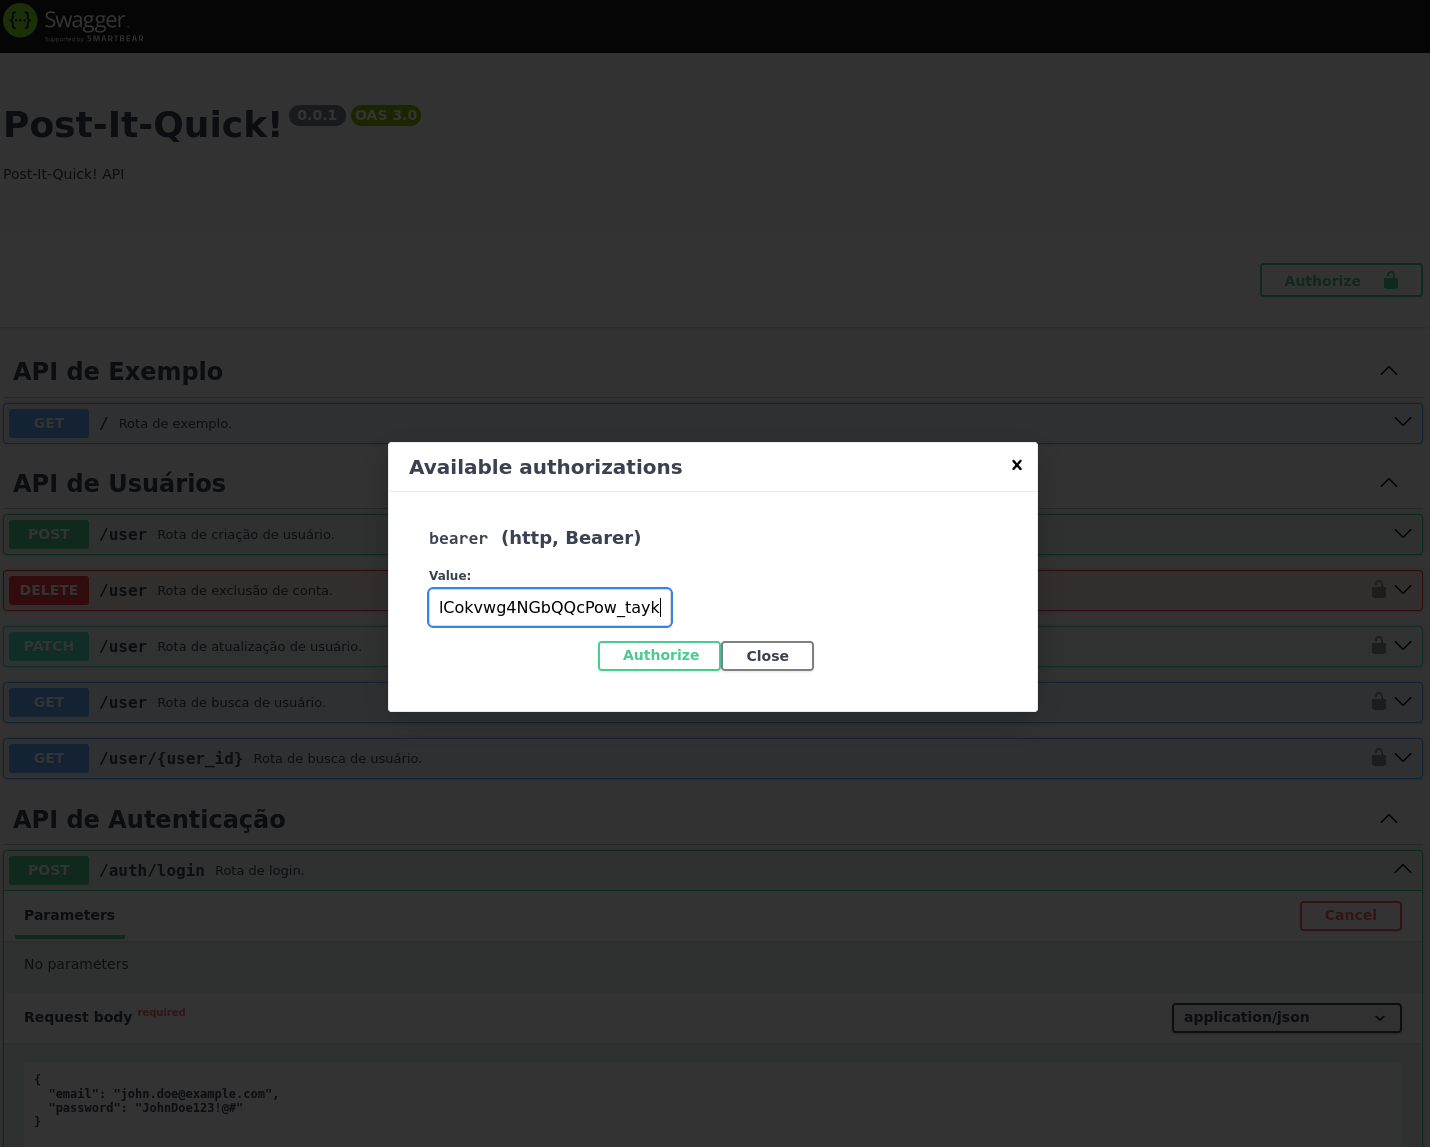 Swagger
Supported by SMARTBEAR
Post-It-Quick! 0.0.1 OAS 3.0
Post-It-Quick! API
Authorize
API de Exemplo
GET / Rota de exemplo.
API de Usuários
POST /user Rota de criação de usuário.
DELETE /user Rota de exclusão de conta.
PATCH /user Rota de atualização de usuário.
GET /user Rota de busca de usuário.
GET /user/{user_id} Rota de busca de usuário.
Available authorizations
bearer (http, Bearer)
Value:
lCokvwg4NGbQQcPow_tayk
Authorize Close
API de Autenticação
POST /auth/login Rota de login.
Parameters Cancel
No parameters
Request body required application/json
{
"email": "john.doe@example.com",
"password": "JohnDoe123!@#"
}